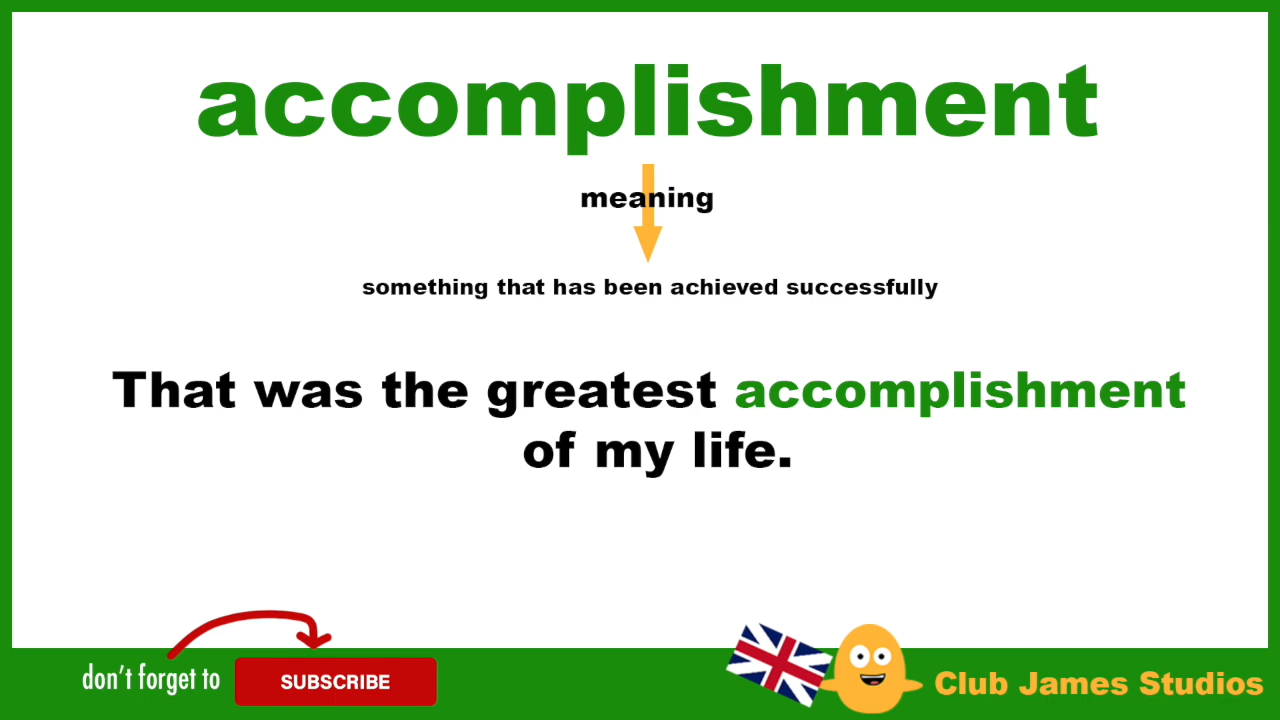 accomplishment
meaning
something that has been achieved successfully
That was the greatest accomplishment
of my life.
don't forget to SUBSCRIBE
Club James Studios